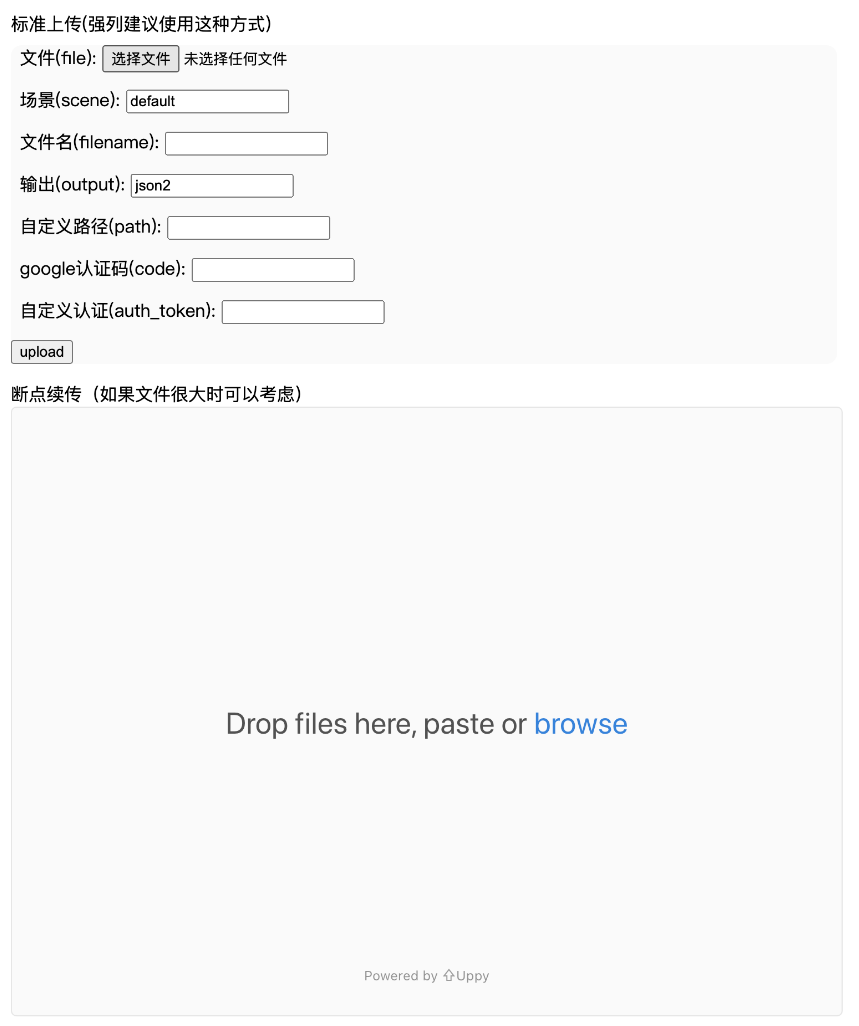 标准上传(强列建议使用这种方式)
文件(file): 选择文件 未选择任何文件
场景(scene): default
文件名(filename):
输出(output): json2
自定义路径(path):
google认证码(code):
自定义认证(auth_token):
upload
断点续传（如果文件很大时可以考虑）
Drop files here, paste or browse
Powered by Uppy